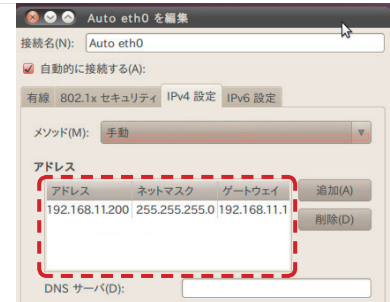 Auto eth0 を編集
接続名(N): Auto eth0
自動的に接続する(A):
有線 802.1x セキュリティ IPv4 設定 IPv6 設定
メソッド(M): 手動
アドレス
アドレス ネットマスク ゲートウェイ 追加(A)
192.168.11.200 255.255.255.0 192.168.11.1 削除(D)
DNS サーバ(D):